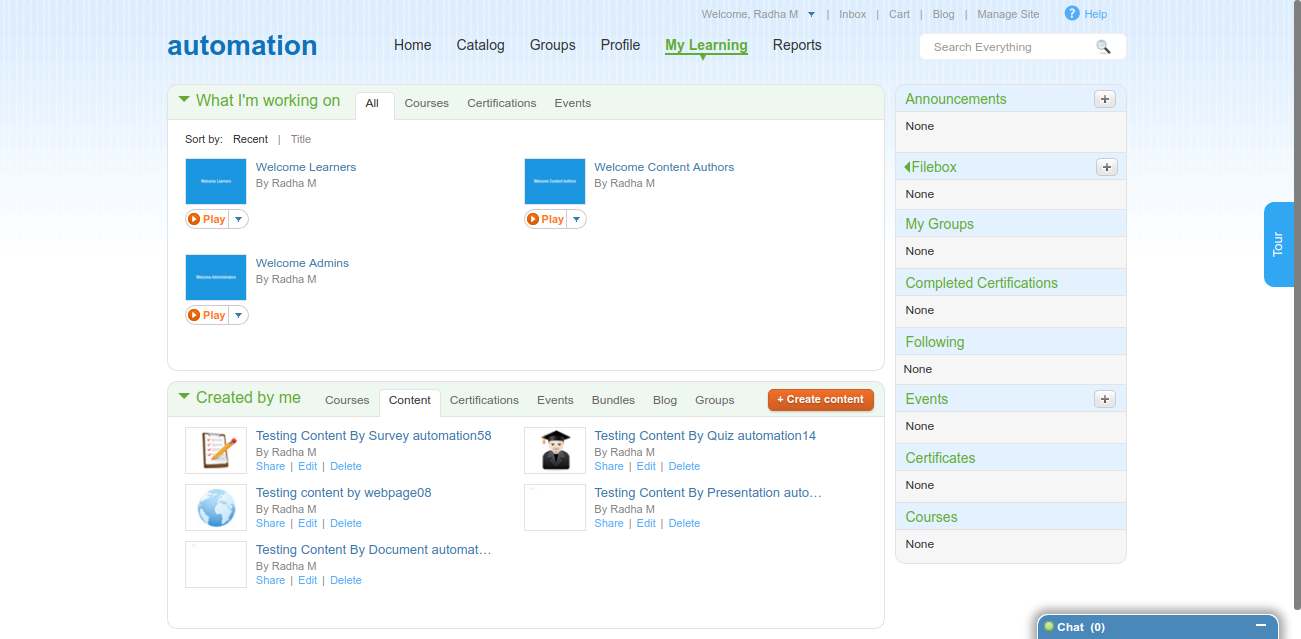 Welcome, Radha M | Inbox | Cart | Blog | Manage Site ? Help
automation
Home Catalog Groups Profile My Learning Reports
Search Everything
What I'm working on All Courses Certifications Events
Sort by: Recent | Title
Welcome Learners
Welcome Learners
By Radha M
Play
Welcome Content Authors
Welcome Content Authors
By Radha M
Play
Welcome Administrators
Welcome Admins
By Radha M
Play
Created by me Courses Content Certifications Events Bundles Blog Groups + Create content
Testing Content By Survey automation58
By Radha M
Share | Edit | Delete
Testing Content By Quiz automation14
By Radha M
Share | Edit | Delete
Testing content by webpage08
By Radha M
Share | Edit | Delete
Testing Content By Presentation auto…
By Radha M
Share | Edit | Delete
Testing Content By Document automat…
By Radha M
Share | Edit | Delete
Announcements +
None
Filebox +
None
My Groups
None
Completed Certifications
None
Following
None
Events +
None
Certificates
None
Courses
None
Tour
Chat (0)